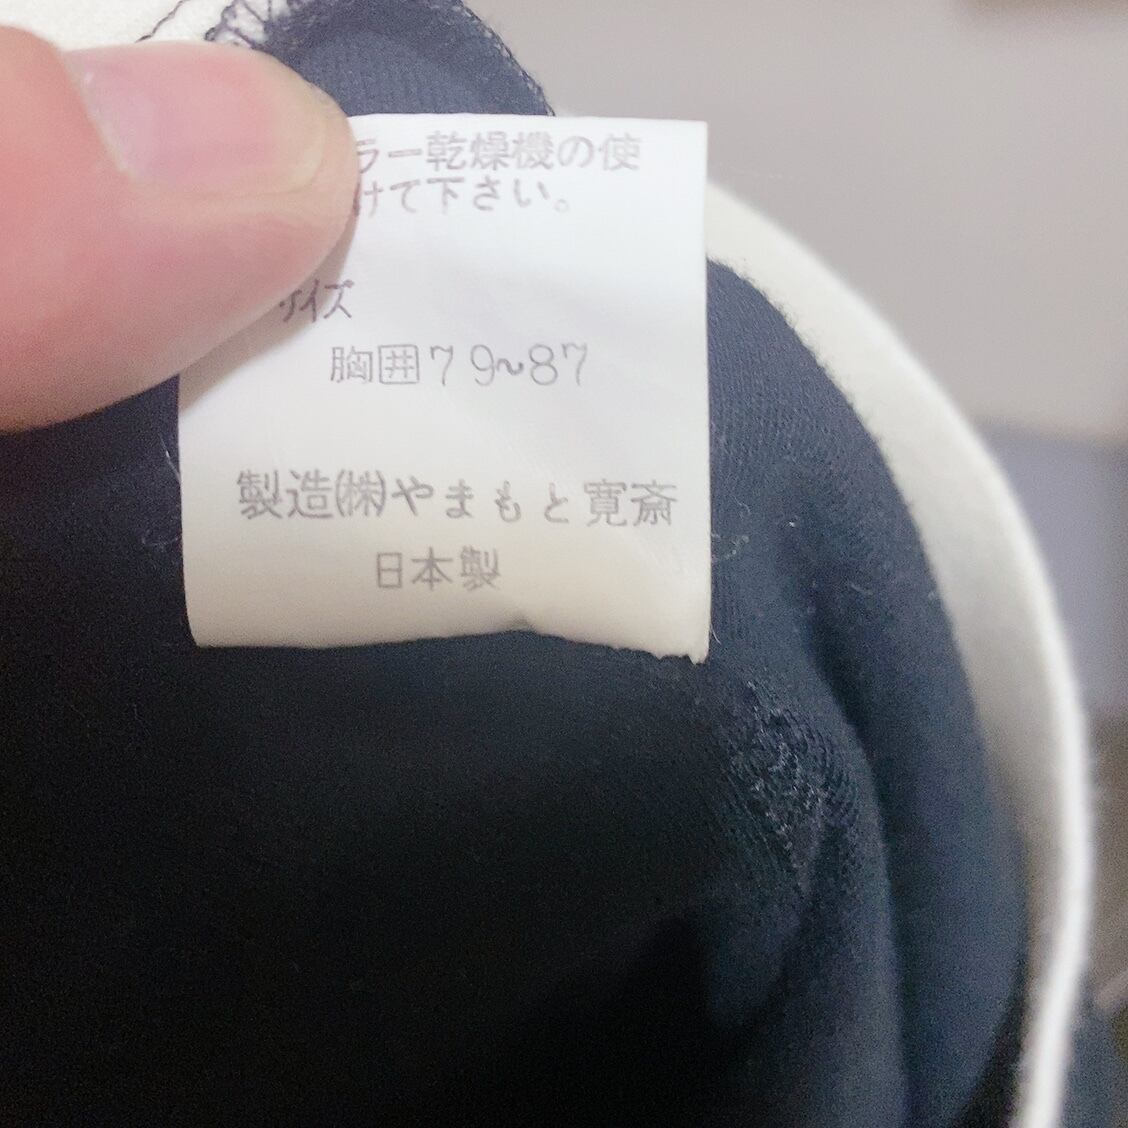 ラー乾燥機の使
けて下さい。
サイズ
胸囲79~87
製造㈱やまもと寛斎
日本製